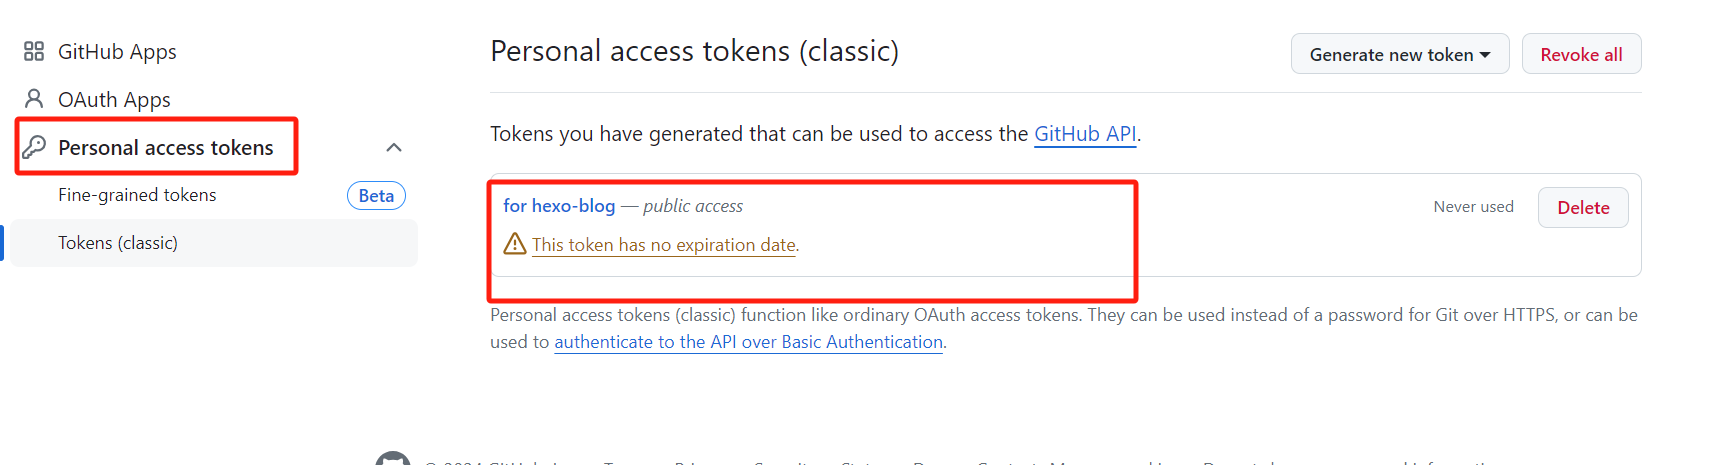 GitHub Apps
OAuth Apps
Personal access tokens
Fine-grained tokens Beta
Tokens (classic)
Personal access tokens (classic)
Generate new token
Revoke all
Tokens you have generated that can be used to access the GitHub API.
for hexo-blog — public access
Never used
Delete
This token has no expiration date.
Personal access tokens (classic) function like ordinary OAuth access tokens. They can be used instead of a password for Git over HTTPS, or can be
used to authenticate to the API over Basic Authentication.